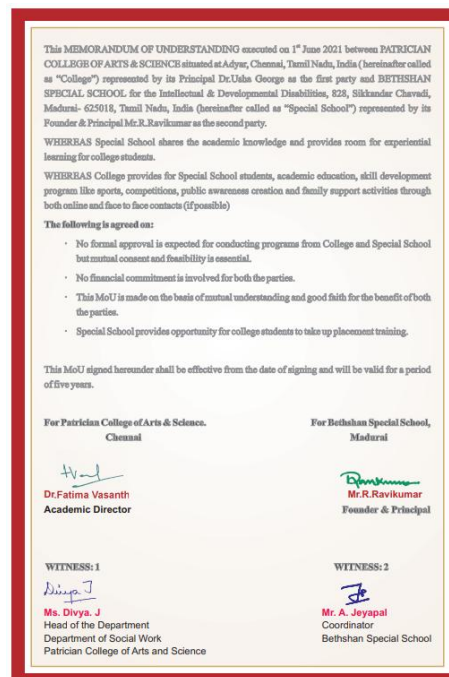 This MEMORANDUM OF UNDERSTANDING executed on 1st June 2021 between PATRICIAN
COLLEGE OF ARTS & SCIENCE situated at Adyar, Chennai, Tamil Nadu, India ( hereinafter called
as "College") represented by its Principal Dr.Usha George as the first party and BETHSHAN
SPECIAL SCHOOL for the Intellectual & Developmental Disabilities, 828, Sikkandar Chavadi,
Madurai- 625018, Tamil Nadu, India (hereinafter called as "Special School") represented by its
Founder & Principal Mr.R.Ravikumar as the second party.
WHEREAS Special School shares the academic knowledge and provides room for experiential
learning for college students.
WHEREAS College provides for Special School students, academic education, skill development
program like sports, competitions, public awareness creation and family support activities through
both online and face to face contacts (if possible)
The following is agreed on:
· No formal approval is expected for conducting programs from College and Special School
but mutual consent and feasibility is essential.
· No financial commitment is involved for both the parties.
· This MoU is made on the basis of mutual understanding and good faith for the benefit of both
the parties.
· Special School provides opportunity for college students to take up placement training.
This MoU signed hereunder shall be effective from the date of signing and will be valid for a period
of five years.
For Patrician College of Arts & Science.
Chennai
Dr.Fatima Vasanth
Academic Director
For Bethshan Special School,
Madurai
Mr.R.Ravikumar
Founder & Principal
WITNESS: 1
Divya J
Ms. Divya. J
Head of the Department
Department of Social Work
Patrician College of Arts and Science
WITNESS: 2
Mr. A. Jeyapal
Coordinator
Bethshan Special School